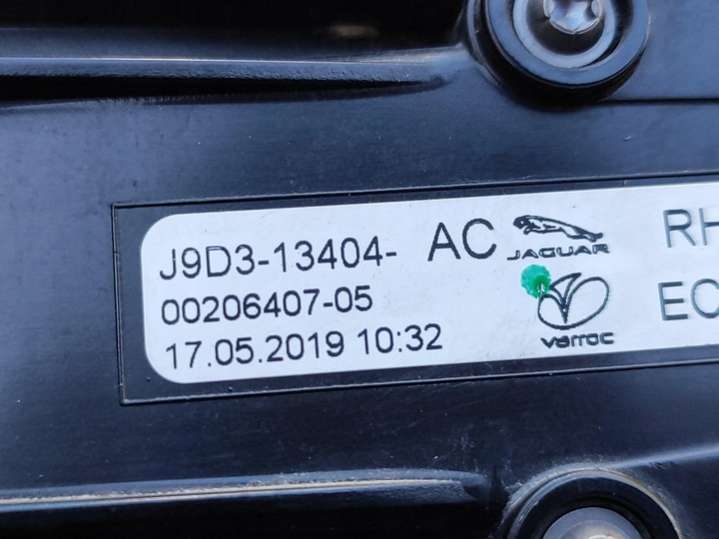 J9D3-13404- AC JAGUAR RH
00206407-05 EC
17.05.2019 10:32 varroc